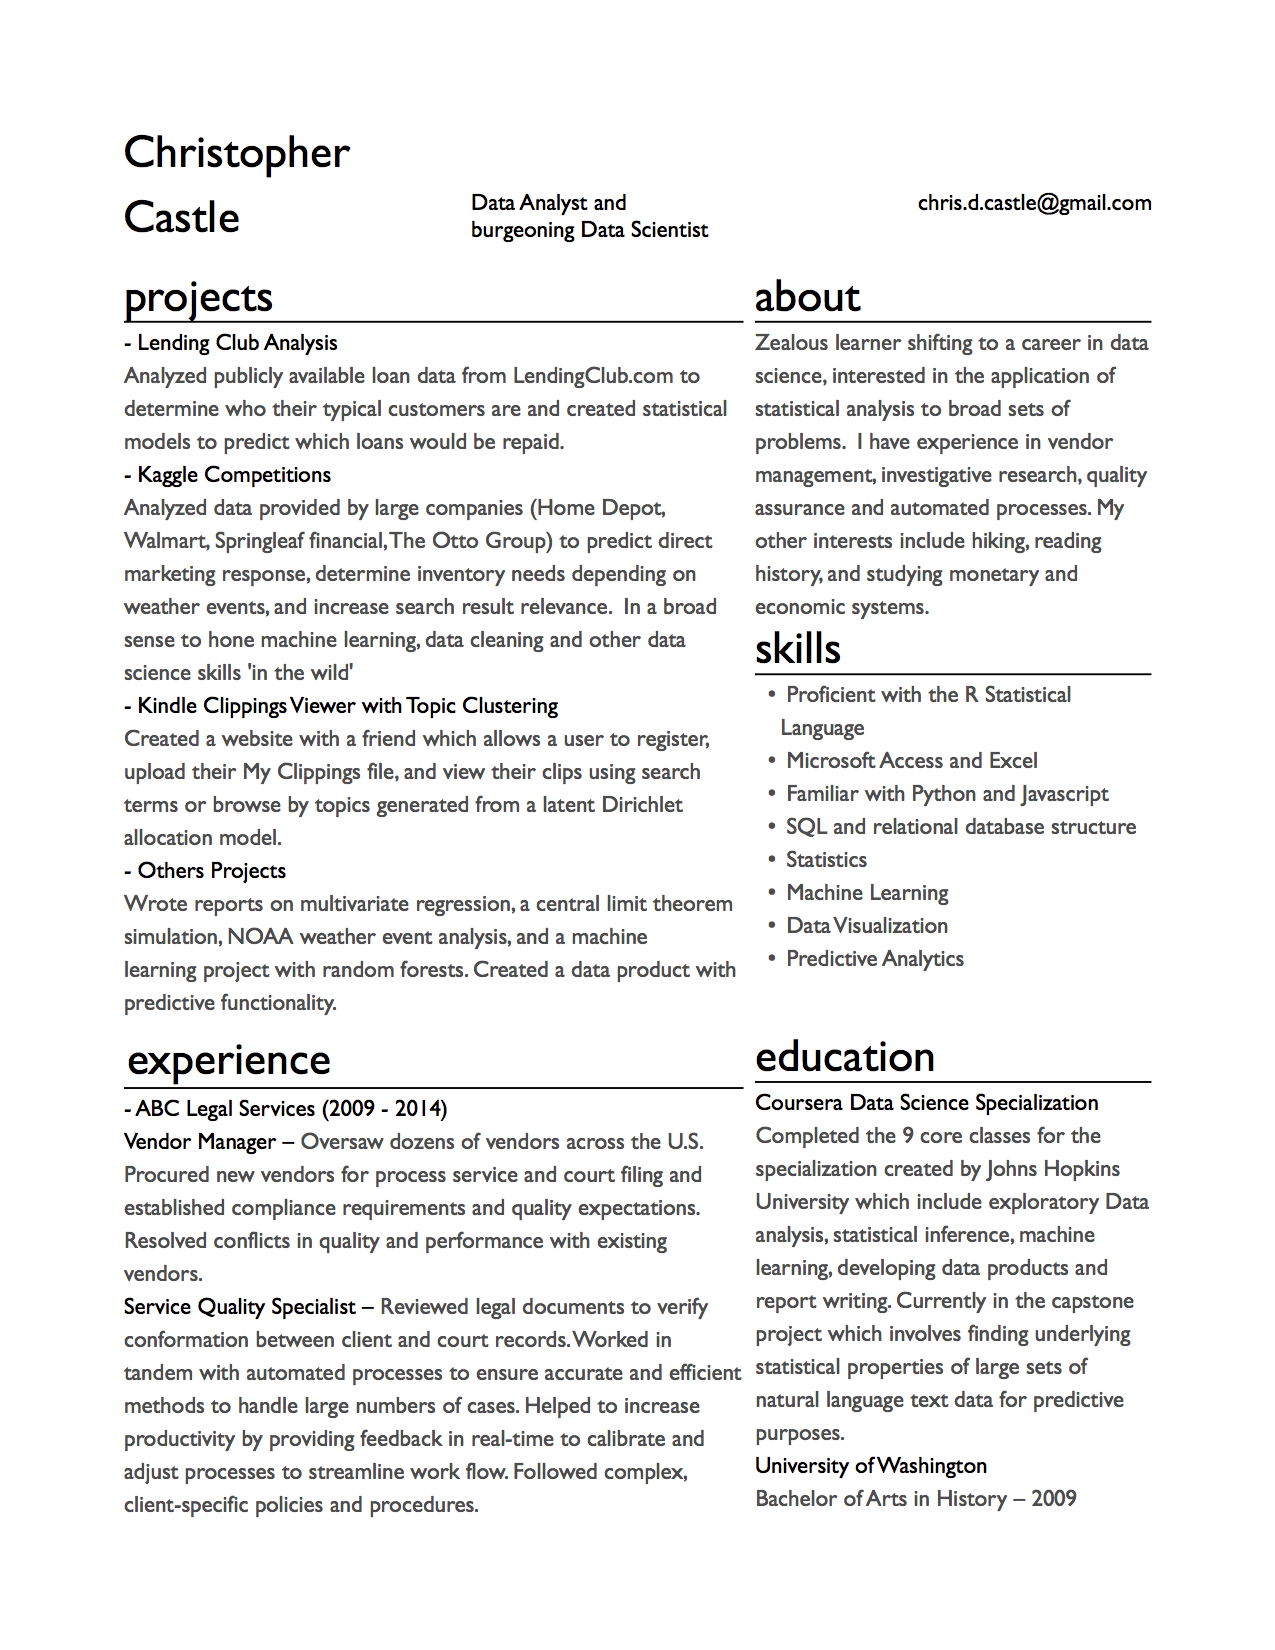 Christopher
Castle
Data Analyst and
burgeoning Data Scientist
chris.d.castle@gmail.com
projects
- Lending Club Analysis
Analyzed publicly available loan data from LendingClub.com to
determine who their typical customers are and created statistical
models to predict which loans would be repaid.
- Kaggle Competitions
Analyzed data provided by large companies (Home Depot,
Walmart, Springleaf financial, The Otto Group) to predict direct
marketing response, determine inventory needs depending on
weather events, and increase search result relevance.  In a broad
sense to hone machine learning, data cleaning and other data
science skills 'in the wild'
- Kindle Clippings Viewer with Topic Clustering
Created a website with a friend which allows a user to register,
upload their My Clippings file, and view their clips using search
terms or browse by topics generated from a latent Dirichlet
allocation model.
- Others Projects
Wrote reports on multivariate regression, a central limit theorem
simulation, NOAA weather event analysis, and a machine
learning project with random forests. Created a data product with
predictive functionality.
experience
- ABC Legal Services (2009 - 2014)
Vendor Manager – Oversaw dozens of vendors across the U.S.
Procured new vendors for process service and court filing and
established compliance requirements and quality expectations.
Resolved conflicts in quality and performance with existing
vendors.
Service Quality Specialist – Reviewed legal documents to verify
conformation between client and court records. Worked in
tandem with automated processes to ensure accurate and efficient
methods to handle large numbers of cases. Helped to increase
productivity by providing feedback in real-time to calibrate and
adjust processes to streamline work flow. Followed complex,
client-specific policies and procedures.
about
Zealous learner shifting to a career in data
science, interested in the application of
statistical analysis to broad sets of
problems.  I have experience in vendor
management, investigative research, quality
assurance and automated processes. My
other interests include hiking, reading
history, and studying monetary and
economic systems.
skills
• Proficient with the R Statistical
Language
• Microsoft Access and Excel
• Familiar with Python and Javascript
• SQL and relational database structure
• Statistics
• Machine Learning
• Data Visualization
• Predictive Analytics
education
Coursera Data Science Specialization
Completed the 9 core classes for the
specialization created by Johns Hopkins
University which include exploratory Data
analysis, statistical inference, machine
learning, developing data products and
report writing. Currently in the capstone
project which involves finding underlying
statistical properties of large sets of
natural language text data for predictive
purposes.
University of Washington
Bachelor of Arts in History – 2009